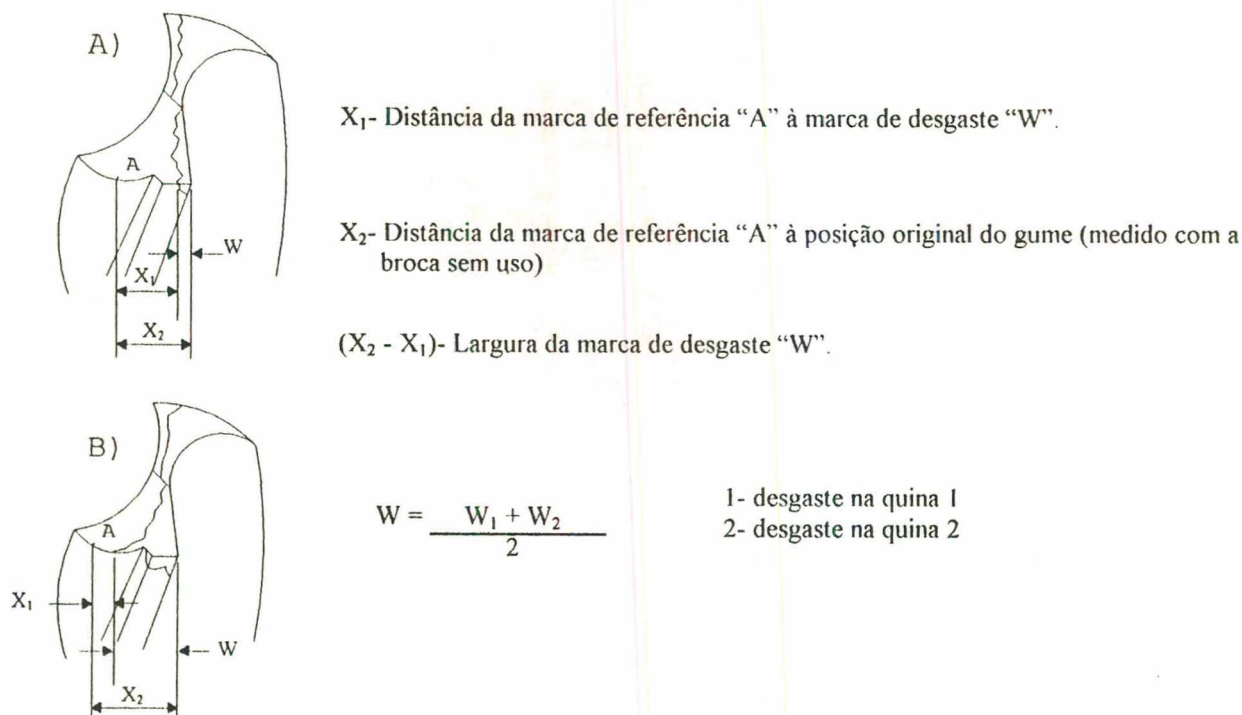 A)
X₁- Distância da marca de referência “A” à marca de desgaste “W”.
A
X₂- Distância da marca de referência “A” à posição original do gume (medido com a
broca sem uso)
W
X₁
X₂
(X₂ - X₁)- Largura da marca de desgaste “W”.
B)
W = W₁ + W₂
2
1- desgaste na quina 1
2- desgaste na quina 2
A
X₁
W
X₂